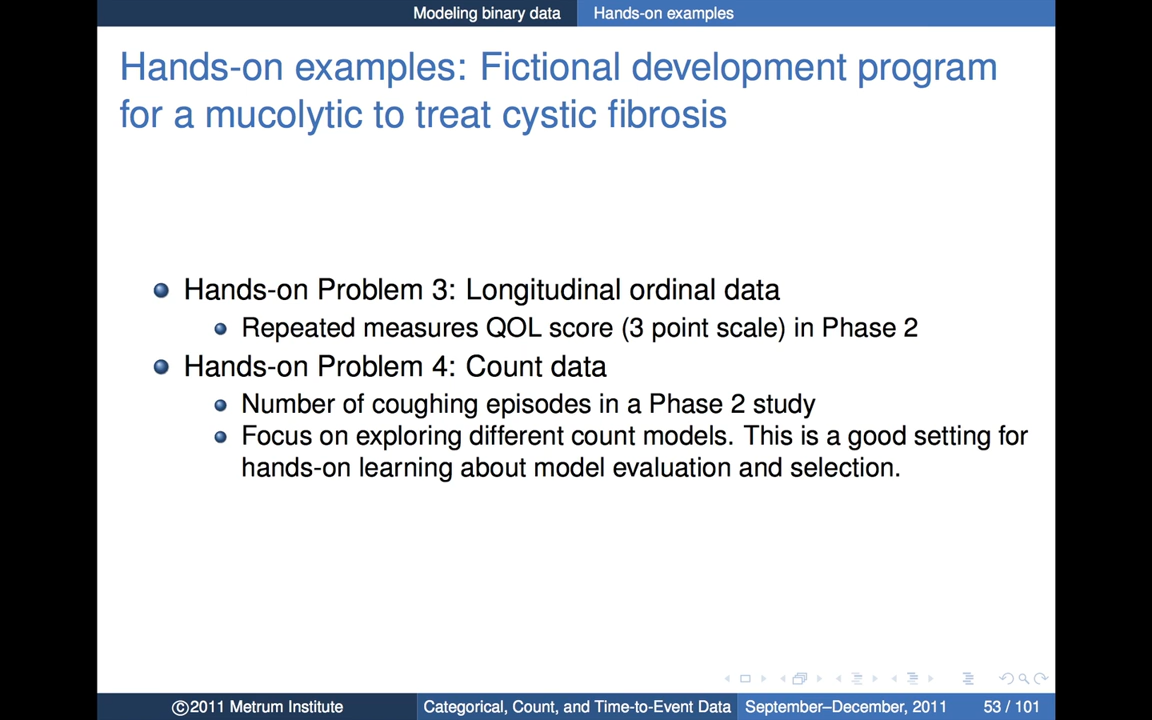 Modeling binary data Hands-on examples
Hands-on examples: Fictional development program
for a mucolytic to treat cystic fibrosis
Hands-on Problem 3: Longitudinal ordinal data
Repeated measures QOL score (3 point scale) in Phase 2
Hands-on Problem 4: Count data
Number of coughing episodes in a Phase 2 study
Focus on exploring different count models. This is a good setting for
hands-on learning about model evaluation and selection.
©2011 Metrum Institute Categorical, Count, and Time-to-Event Data September–December, 2011 53 / 101